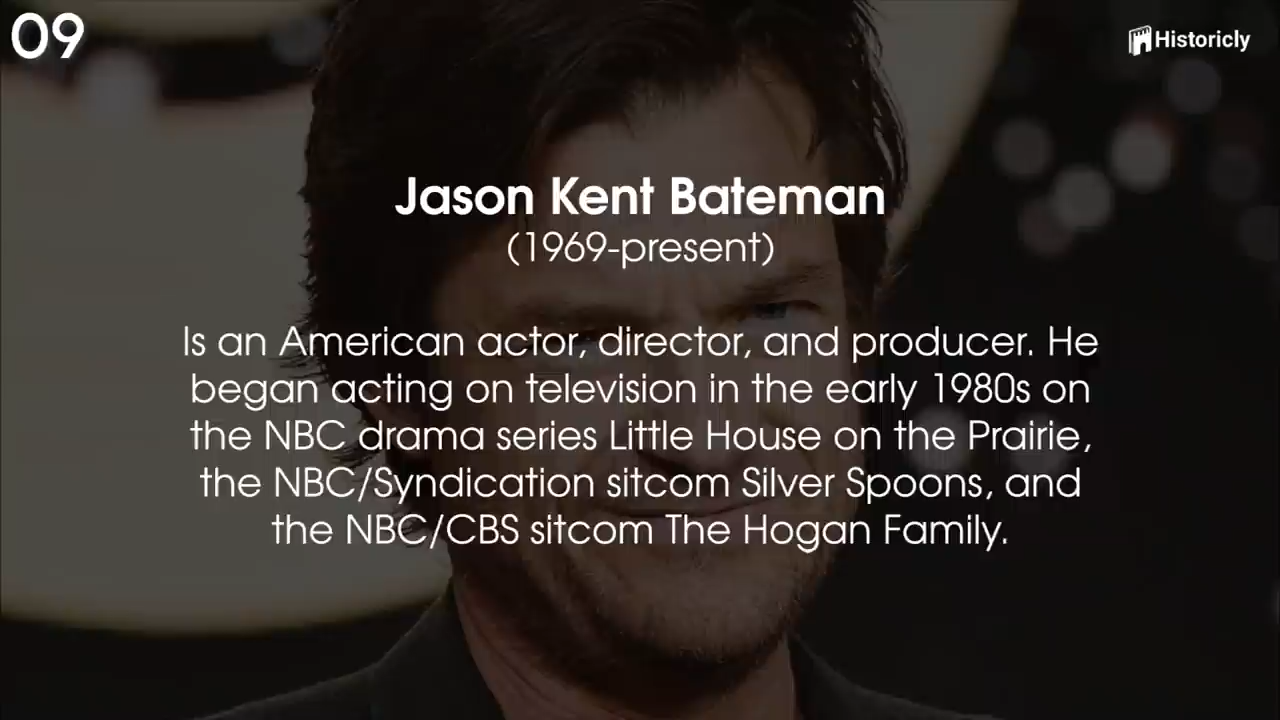 09
Historicly
Jason Kent Bateman
(1969-present)
Is an American actor, director, and producer. He
began acting on television in the early 1980s on
the NBC drama series Little House on the Prairie,
the NBC/Syndication sitcom Silver Spoons, and
the NBC/CBS sitcom The Hogan Family.